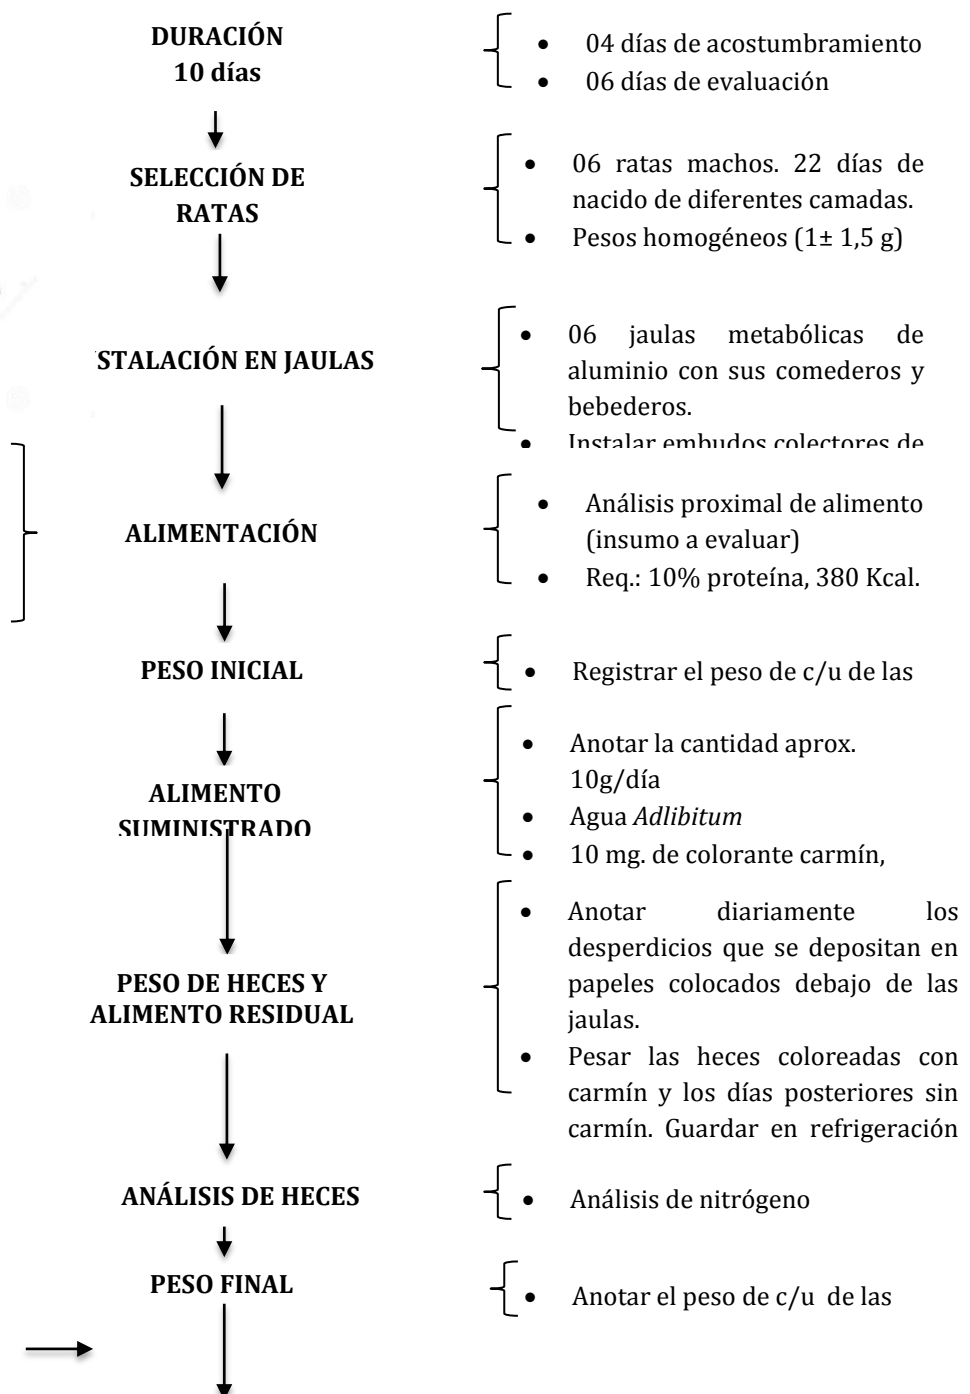 DURACIÓN
10 días
• 04 días de acostumbramiento
• 06 días de evaluación
SELECCIÓN DE
RATAS
• 06 ratas machos. 22 días de
nacido de diferentes camadas.
• Pesos homogéneos (1± 1,5 g)
STALACIÓN EN JAULAS
• 06 jaulas metabólicas de
aluminio con sus comederos y
bebederos.
• Instalar embudos colectores de
ALIMENTACIÓN
• Análisis proximal de alimento
(insumo a evaluar)
• Req.: 10% proteína, 380 Kcal.
PESO INICIAL
• Registrar el peso de c/u de las
ALIMENTO
SUMINISTRADO
• Anotar la cantidad aprox.
10g/día
• Agua Adlibitum
• 10 mg. de colorante carmín,
PESO DE HECES Y
ALIMENTO RESIDUAL
• Anotar diariamente los
desperdicios que se depositan en
papeles colocados debajo de las
jaulas.
• Pesar las heces coloreadas con
carmín y los días posteriores sin
carmín. Guardar en refrigeración
ANÁLISIS DE HECES
• Análisis de nitrógeno
PESO FINAL
• Anotar el peso de c/u de las